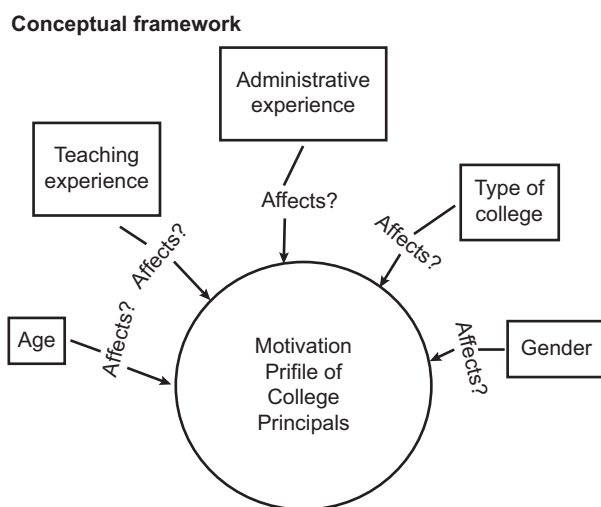 Conceptual framework
Administrative
experience
Teaching
experience
Type of
college
Affects?
Affects?
Affects?
Age
Affects?
Affects?
Gender
Motivation
Prifile of
College
Principals